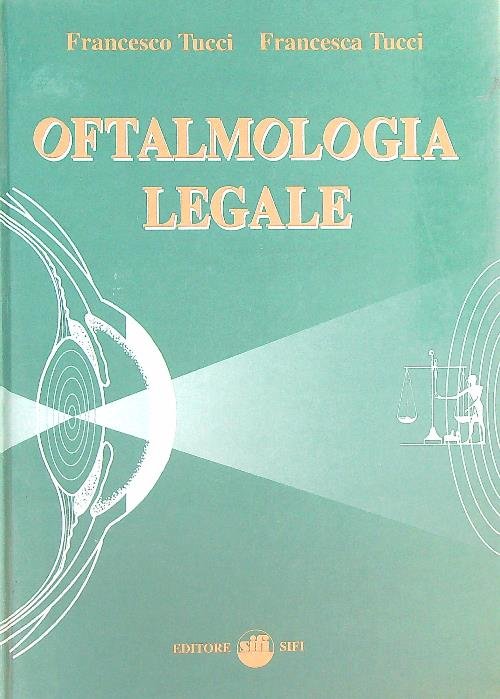 Francesco Tucci Francesca Tucci
OFTALMOLOGIA
LEGALE
EDITORE sifi SIFI